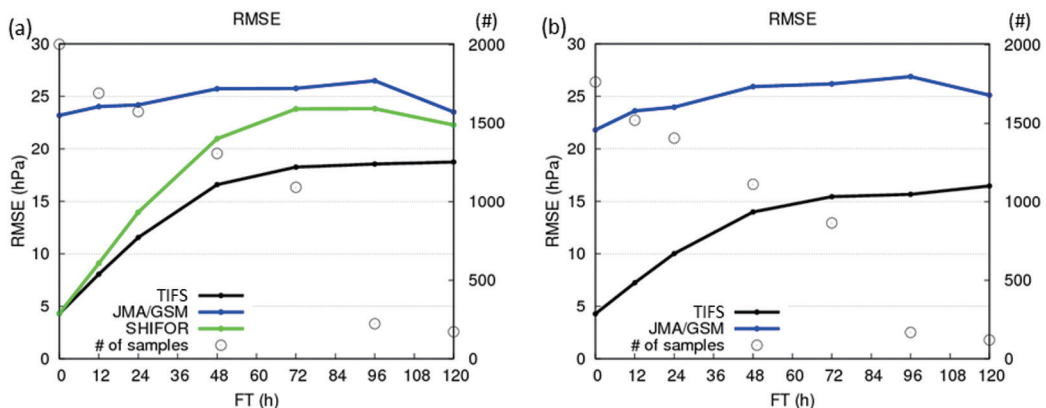 (a) RMSE (#)
30 2000
25
1500
20
15 1000
10
500
5
0 0
RMSE (hPa)
TIFS
JMA/GSM
SHIFOR
# of samples
0 12 24 36 48 60 72 84 96 108 120
FT (h)
(b) RMSE (#)
30 2000
25
1500
20
15 1000
10
500
5
0 0
RMSE (hPa)
TIFS
JMA/GSM
# of samples
0 12 24 36 48 60 72 84 96 108 120
FT (h)